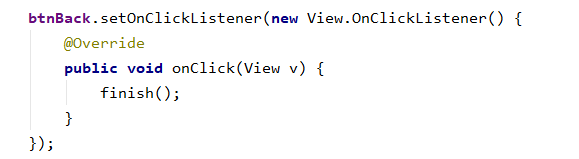 btnBack.setOnClickListener(new View.OnClickListener() {
    @Override
    public void onClick(View v) {
        finish();
    }
});